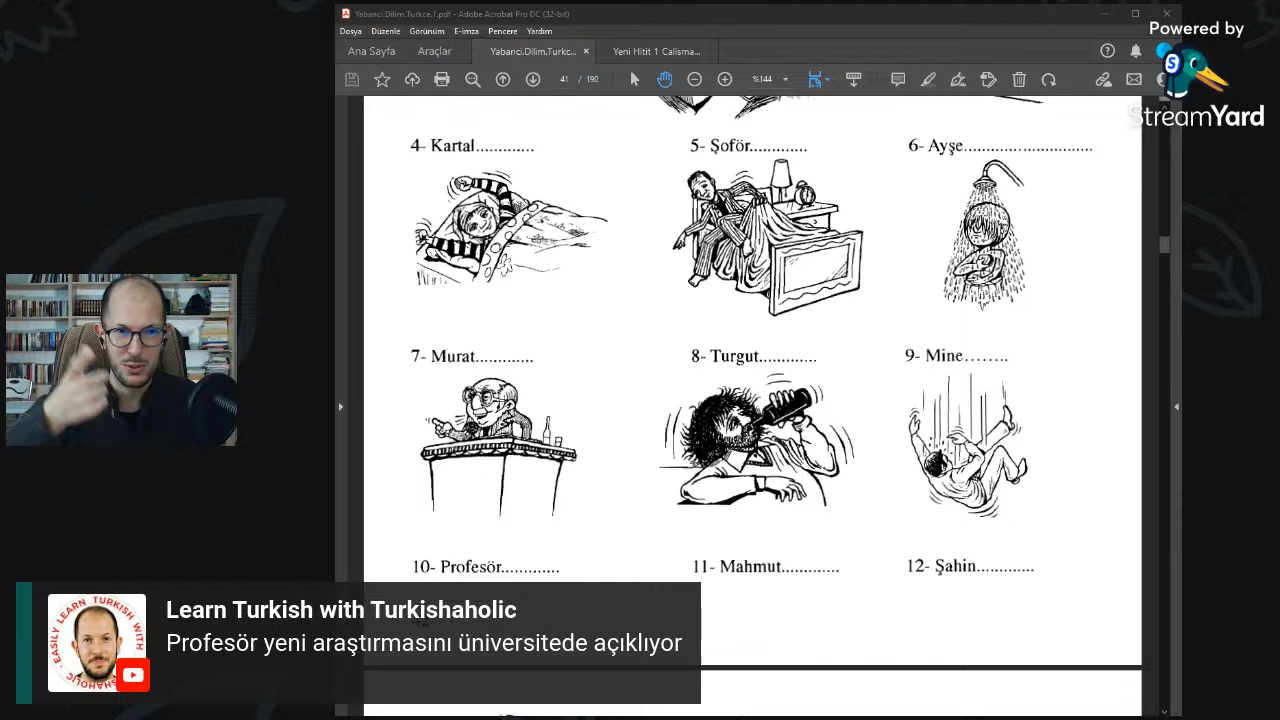 Yabanci.Dilim.Turkce.1.pdf - Adobe Acrobat Pro DC (32-bit)
Dosya Düzenle Görünüm E-imza Pencere Yardım
Ana Sayfa Araçlar Yabanci.Dilim.Turkc... × Yeni Hitit 1 Calisma...
41 / 190 %144
Powered by
StreamYard
4- Kartal.............
5- Şoför.............
6- Ayşe.............................
7- Murat.............
8- Turgut.............
9- Mine........
10- Profesör.............
11- Mahmut.............
12- Şahin.............
Learn Turkish with Turkishaholic
Profesör yeni araştırmasını üniversitede açıklıyor
EASILY LEARN TURKISH WITH